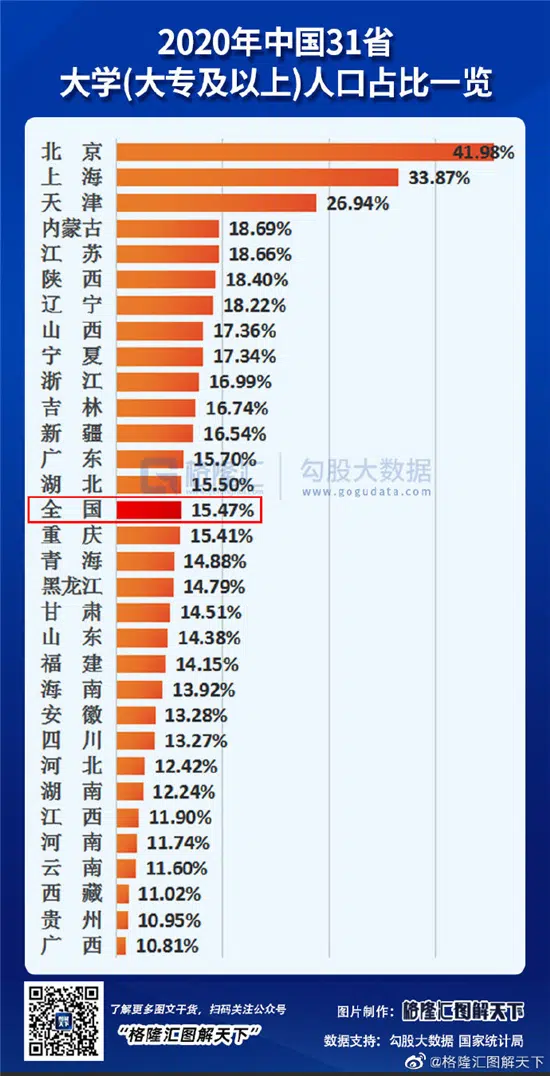 2020年中国31省
大学(大专及以上)人口占比一览
北京 41.98%
上海 33.87%
天津 26.94%
内蒙古 18.69%
江苏 18.66%
陕西 18.40%
辽宁 18.22%
山西 17.36%
宁夏 17.34%
浙江 16.99%
吉林 16.74%
新疆 16.54%
广东 15.70%
格隆汇 勾股大数据
www.gogudata.com
湖北 15.50%
全国 15.47%
重庆 15.41%
青海 14.88%
黑龙江 14.79%
甘肃 14.51%
山东 14.38%
福建 14.15%
海南 13.92%
安徽 13.28%
四川 13.27%
河北 12.42%
湖南 12.24%
江西 11.90%
河南 11.74%
云南 11.60%
西藏 11.02%
贵州 10.95%
广西 10.81%
了解更多图文干货，扫码关注公众号
“格隆汇图解天下”
图片制作：格隆汇图解天下
数据支持：勾股大数据 国家统计局
@格隆汇图解天下